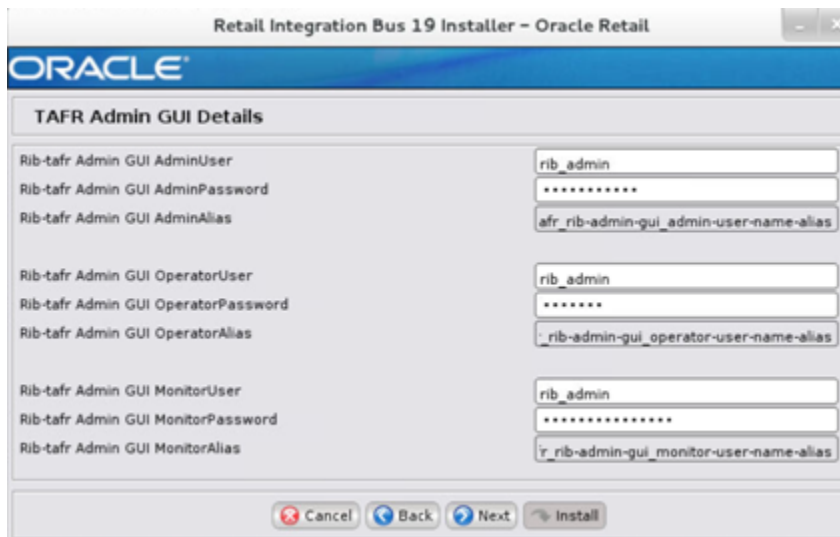 Retail Integration Bus 19 Installer – Oracle Retail
ORACLE
TAFR Admin GUI Details
Rib-tafr Admin GUI AdminUser rib_admin
Rib-tafr Admin GUI AdminPassword •••••••••••
Rib-tafr Admin GUI AdminAlias afr_rib-admin-gui_admin-user-name-alias
Rib-tafr Admin GUI OperatorUser rib_admin
Rib-tafr Admin GUI OperatorPassword •••••••
Rib-tafr Admin GUI OperatorAlias _rib-admin-gui_operator-user-name-alias
Rib-tafr Admin GUI MonitorUser rib_admin
Rib-tafr Admin GUI MonitorPassword •••••••••••••••
Rib-tafr Admin GUI MonitorAlias r_rib-admin-gui_monitor-user-name-alias
Cancel Back Next Install